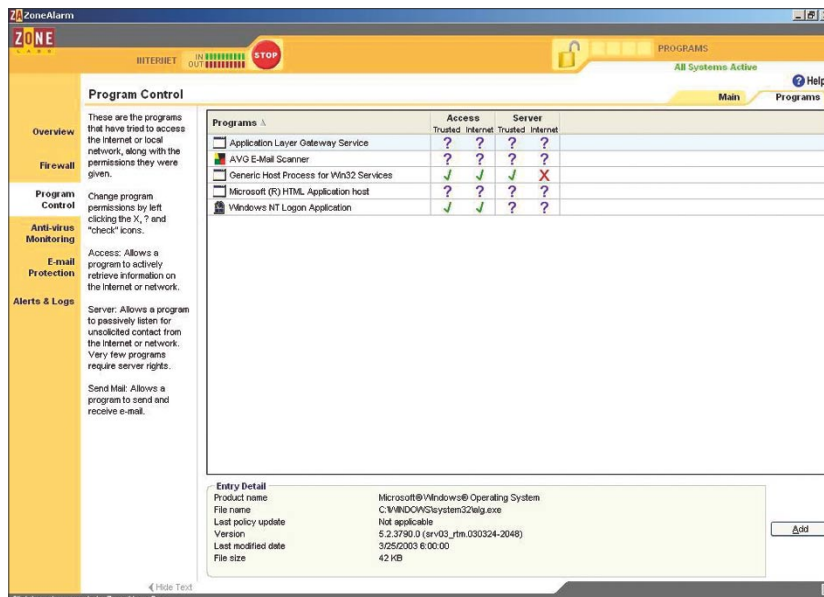 ZoneAlarm
ZONE
LABS
INTERNET
IN
OUT
STOP
PROGRAMS
All Systems Active
Help
Program Control
Main
Programs
Overview
Firewall
Program
Control
Anti-virus
Monitoring
E-mail
Protection
Alerts & Logs
These are the programs
that have tried to access
the Internet or local
network, along with the
permissions they were
given.
Change program
permissions by left
clicking the X, ? and
"check" icons.
Access: Allows a
program to actively
retrieve information on
the Internet or network.
Server: Allows a program
to passively listen for
unsolicited contact from
the Internet or network.
Very few programs
require server rights.
Send Mail: Allows a
program to send and
receive e-mail.
Hide Text
Programs Access Server
Trusted Internet Trusted Internet
Application Layer Gateway Service ? ? ? ?
AVG E-Mail Scanner ? ? ? ?
Generic Host Process for Win32 Services √ √ √ X
Microsoft (R) HTML Application host ? ? ? ?
Windows NT Logon Application √ √ ? ?
Entry Detail
Product name Microsoft® Windows® Operating System
File name C:\WINDOWS\system32\alg.exe
Last policy update Not applicable
Version 5.2.3790.0 (srv03_rtm.030324-2048)
Last modified date 3/25/2003 6:00:00
File size 42 KB
Add